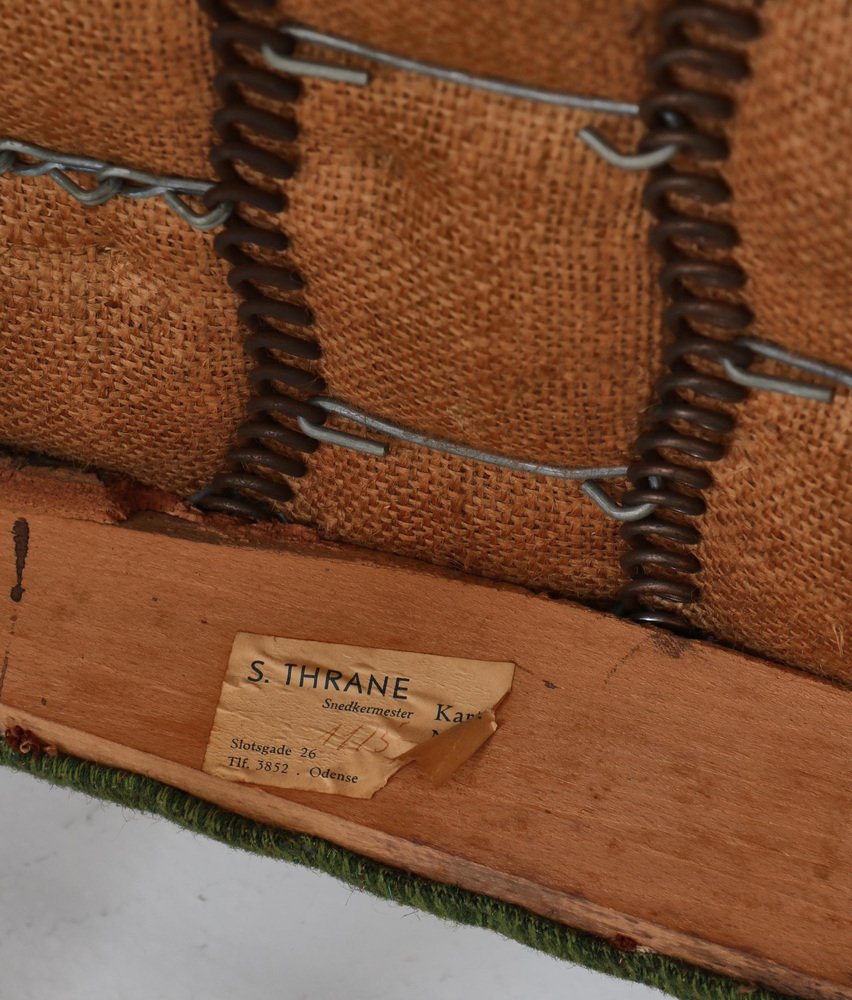 S. THRANE
Snedkermester
Slotsgade 26
Tlf. 3852 . Odense